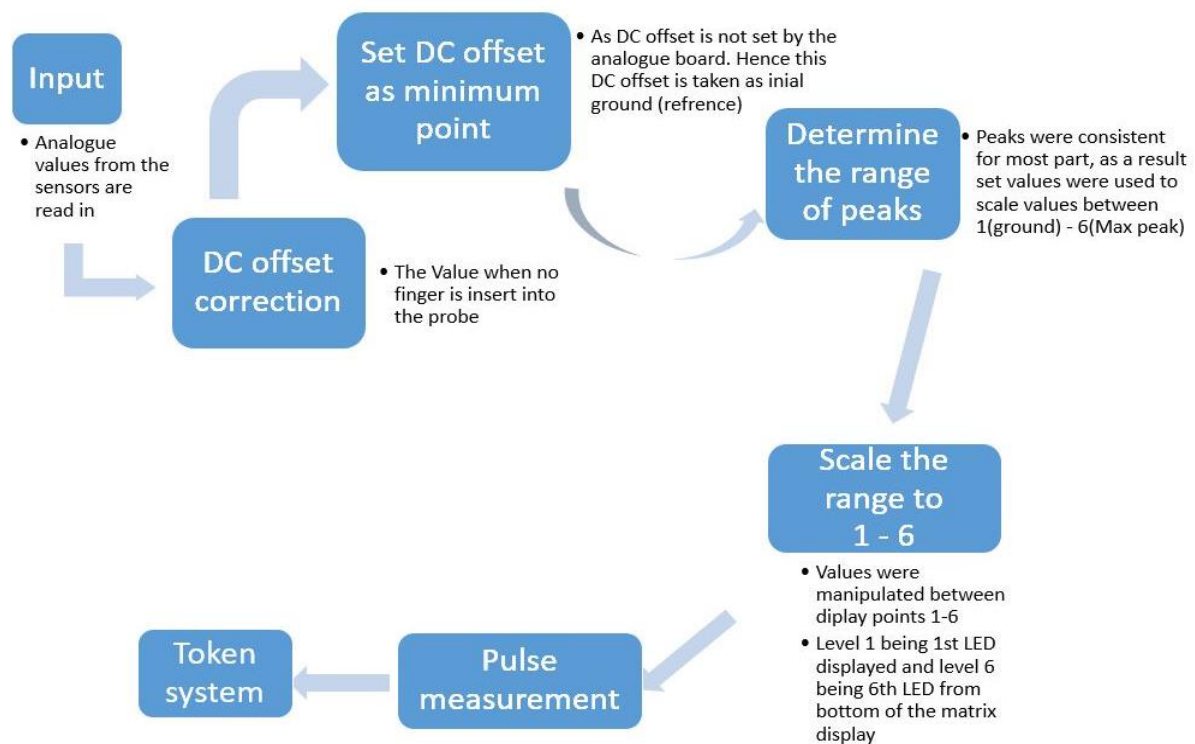 Input
• Analogue
values from the
sensors are
read in
DC offset
correction
• The Value when no
finger is insert into
the probe
Set DC offset
as minimum
point
• As DC offset is not set by the
analogue board. Hence this
DC offset is taken as inial
ground (refrence)
Determine
the range
of peaks
• Peaks were consistent
for most part, as a result
set values were used to
scale values between
1(ground) - 6(Max peak)
Scale the
range to
1 - 6
• Values were
manipulated between
diplay points 1-6
• Level 1 being 1st LED
displayed and level 6
being 6th LED from
bottom of the matrix
display
Pulse
measurement
Token
system